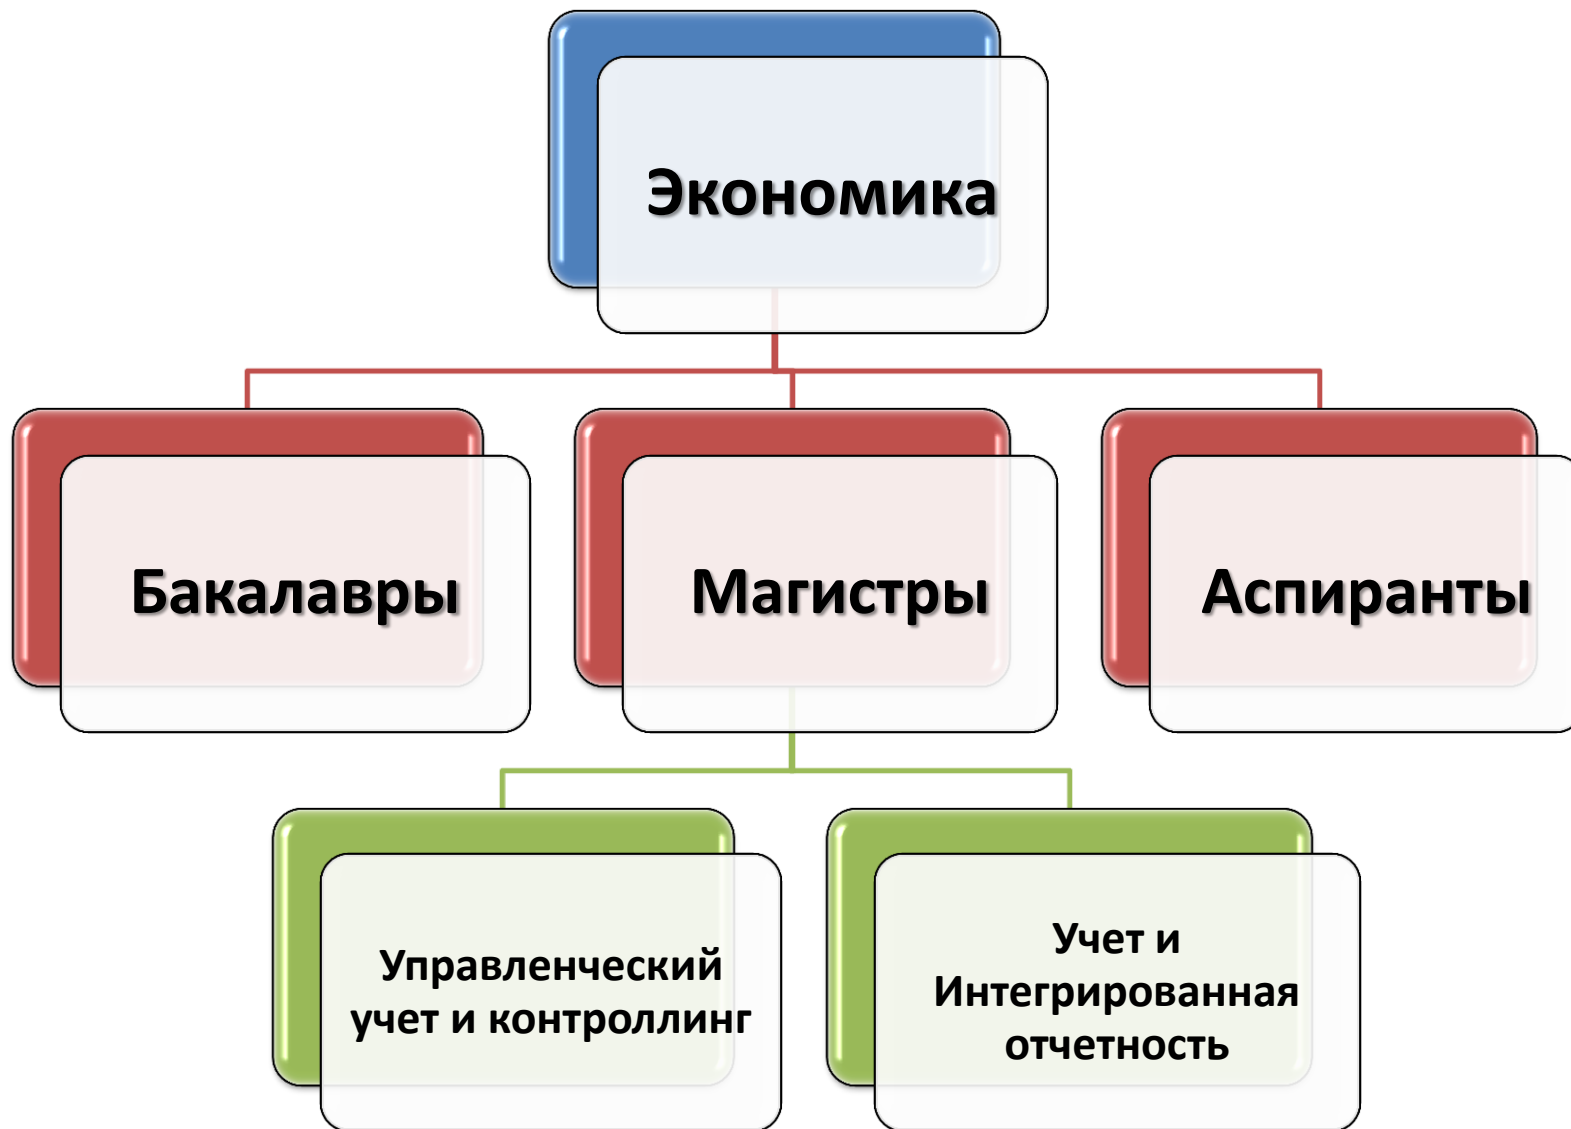 Экономика
Бакалавры
Магистры
Аспиранты
Управленческий
учет и контроллинг
Учет и
Интегрированная
отчетность